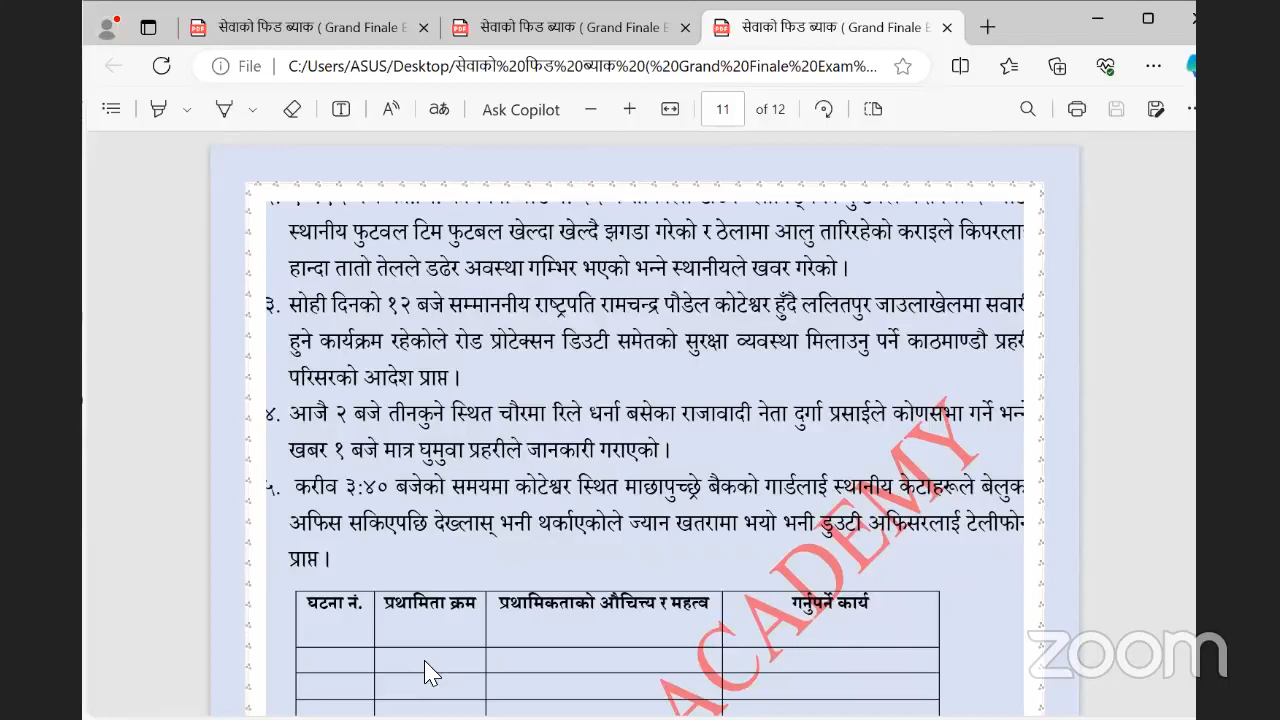 सेवाको फिड ब्याक ( Grand Finale E
सेवाको फिड ब्याक ( Grand Finale E
सेवाको फिड ब्याक ( Grand Finale E
File
C:/Users/ASUS/Desktop/सेवाको%20फिड%20ब्याक%20(%20Grand%20Finale%20Exam%...
Ask Copilot
11 of 12
स्थानीय फुटवल टिम फुटबल खेल्दा खेल्दै झगडा गरेको र ठेलामा आलु तारिरहेको कराइले किपरला
हान्दा तातो तेलले डढेर अवस्था गम्भिर भएको भन्ने स्थानीयले खवर गरेको ।
३. सोही दिनको १२ बजे सम्माननीय राष्ट्रपति रामचन्द्र पौडेल कोटेश्वर हुँदै ललितपुर जाउलाखेलमा सवारी
हुने कार्यक्रम रहेकोले रोड प्रोटेक्सन डिउटी समेतको सुरक्षा व्यवस्था मिलाउनु पर्ने काठमाण्डौ प्रहरी
परिसरको आदेश प्राप्त ।
४. आजै २ बजे तीनकुने स्थित चौरमा रिले धर्ना बसेका राजावादी नेता दुर्गा प्रसाईले कोणसभा गर्ने भन्ने
खबर १ बजे मात्र घुमुवा प्रहरीले जानकारी गराएको ।
५. करीव ३:४० बजेको समयमा कोटेश्वर स्थित माछापुच्छ्रे बैकको गार्डलाई स्थानीय केटाहरूले बेलुका
अफिस सकिएपछि देख्लास् भनी थर्काएकोले ज्यान खतरामा भयो भनी डुउटी अफिसरलाई टेलीफोन
प्राप्त ।
घटना नं. प्रथामिता क्रम प्रथामिकताको औचित्त्य र महत्व गर्नुपर्ने कार्य
ACADEMY
zoom